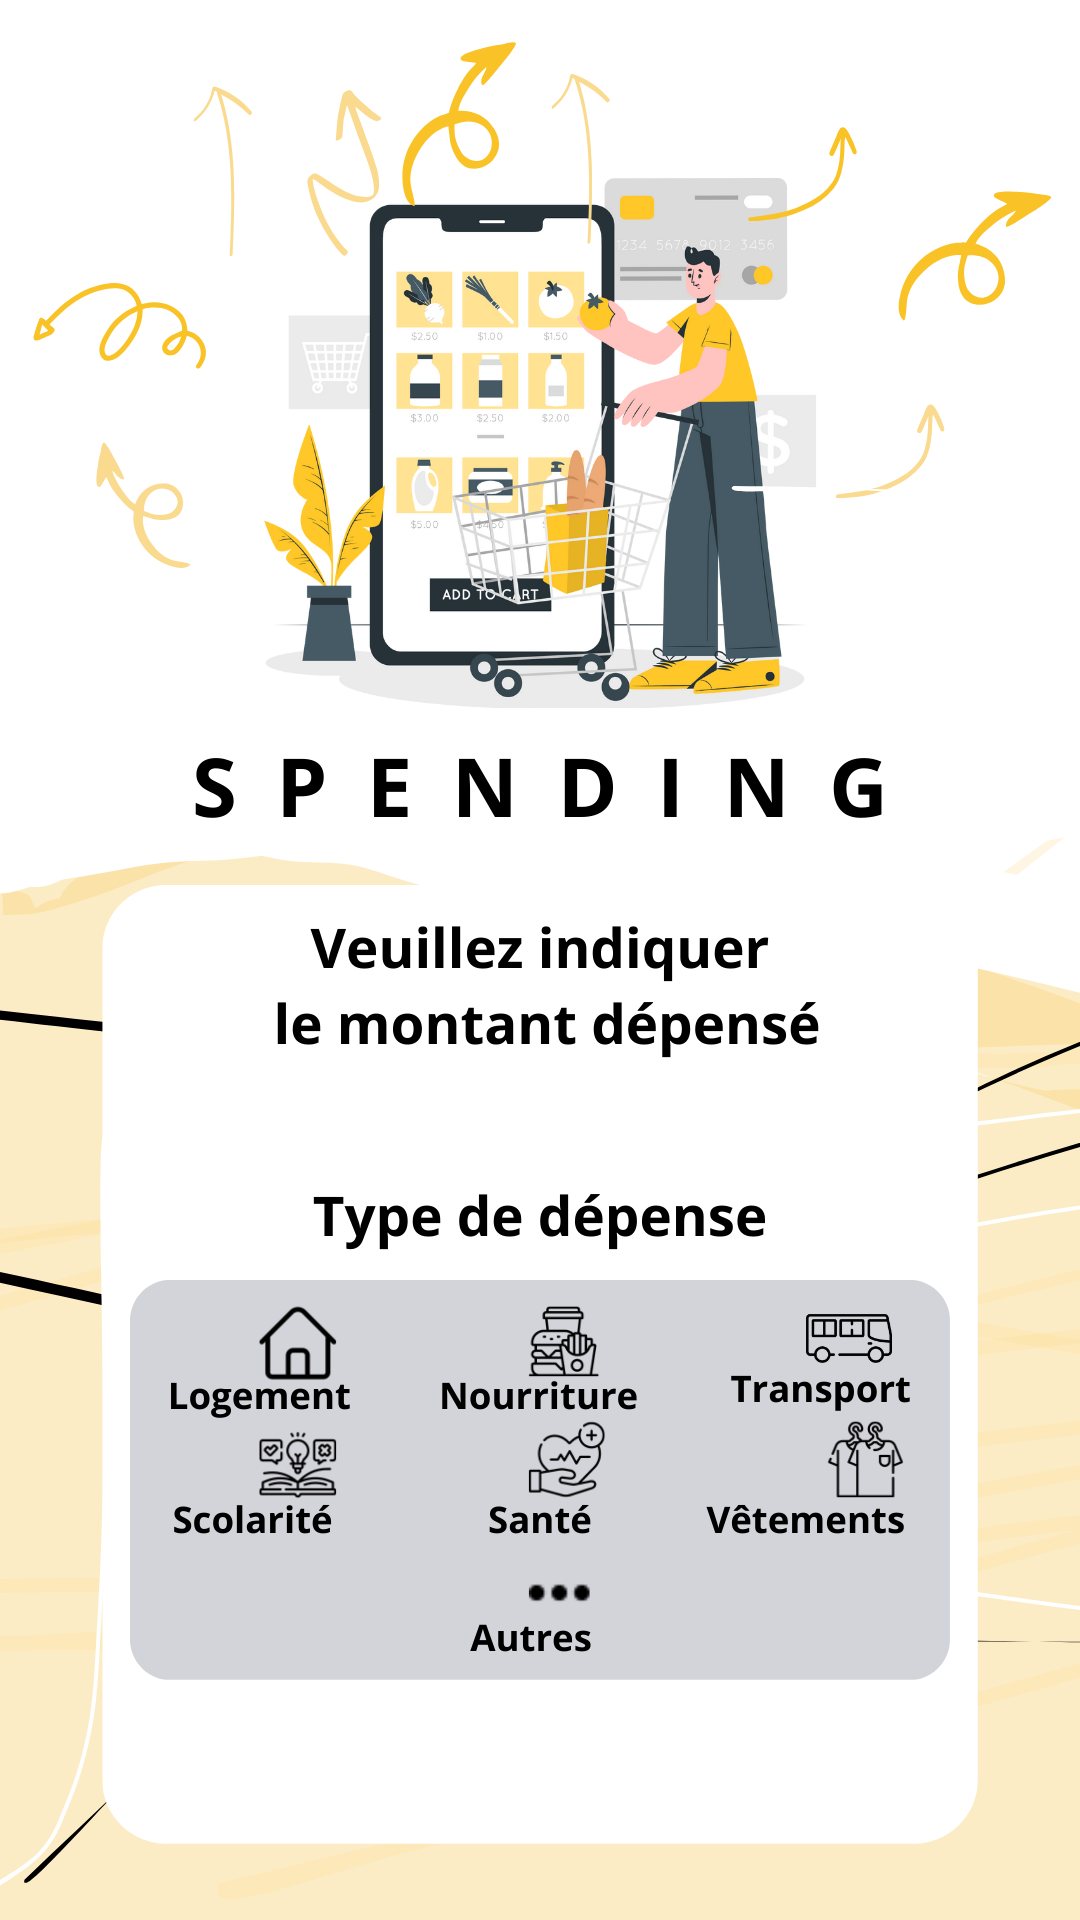 1234 5678 9012 3456
$2.50 $1.00 $1.50
$3.00 $2.50 $2.00
$
$5.00 $4.50
ADD TO CART
SPENDING
Veuillez indiquer
le montant dépensé
Type de dépense
Logement Nourriture Transport
Scolarité Santé Vêtements
Autres